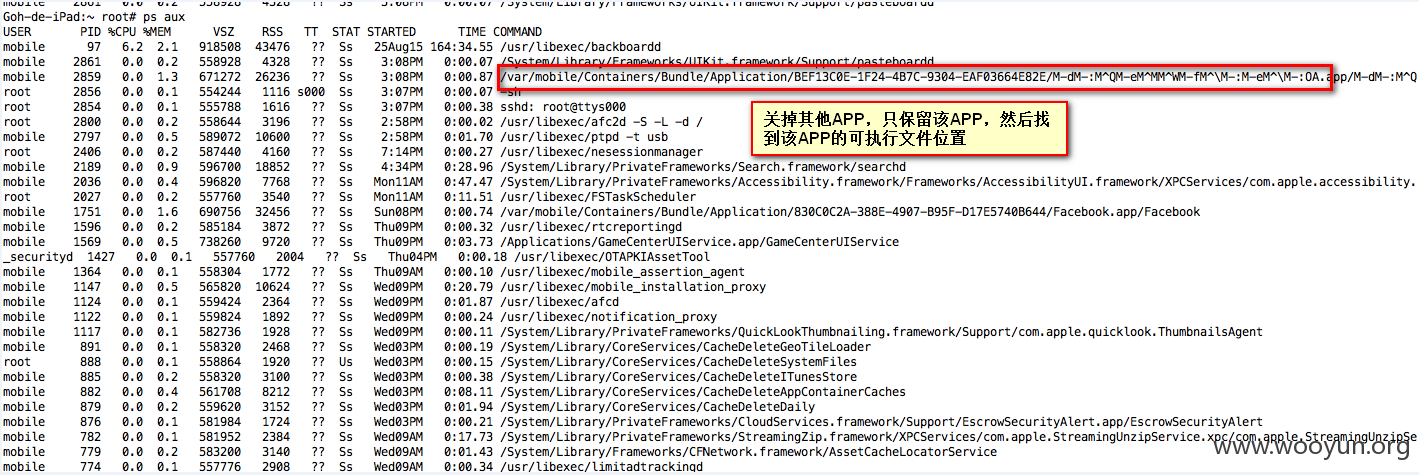 2861 0.0 0.2 558928 4328 ?? Ss 3:08PM 0:00.07 /System/Library/Frameworks/UIKit.framework/Support/pasteboardd
Goh-de-iPad:~ root# ps aux
USER PID %CPU %MEM VSZ RSS TT STAT STARTED TIME COMMAND
mobile 97 6.2 2.1 918508 43476 ?? Ss 25Aug15 164:34.55 /usr/libexec/backboardd
mobile 2861 0.0 0.2 558928 4328 ?? Ss 3:08PM 0:00.07 /System/Library/Frameworks/UIKit.framework/Support/pasteboardd
mobile 2859 0.0 1.3 671272 26236 ?? Ss 3:08PM 0:00.87 /var/mobile/Containers/Bundle/Application/BEF13C0E-1F24-4B7C-9304-EAF03664E82E/M-dM-:M^QM-eM^MM^WM-fM^\M-:M-eM^\M-:OA.app/M-dM-:M^Q
root 2856 0.0 0.1 554244 1116 s000 Ss 3:07PM 0:00.07 -sh
root 2854 0.0 0.1 555788 1616 ?? Ss 3:07PM 0:00.38 sshd: root@ttys000
root 2800 0.0 0.2 558644 3196 ?? Ss 2:58PM 0:00.02 /usr/libexec/afc2d -S -L -d /
mobile 2797 0.0 0.5 589072 10600 ?? Ss 2:58PM 0:01.70 /usr/libexec/ptpd -t usb
root 2406 0.0 0.2 587440 4160 ?? Ss 7:14PM 0:00.27 /usr/libexec/nesessionmanager
mobile 2189 0.0 0.9 596700 18852 ?? Ss 4:34PM 0:28.96 /System/Library/PrivateFrameworks/Search.framework/searchd
mobile 2036 0.0 0.4 596820 7768 ?? Ss Mon11AM 0:47.47 /System/Library/PrivateFrameworks/Accessibility.framework/Frameworks/AccessibilityUI.framework/XPCServices/com.apple.accessibility.
root 2027 0.0 0.2 557760 3540 ?? Ss Mon11AM 0:11.51 /usr/libexec/FSTaskScheduler
mobile 1751 0.0 1.6 690756 32456 ?? Ss Sun08PM 0:00.74 /var/mobile/Containers/Bundle/Application/830C0C2A-388E-4907-B95F-D17E5740B644/Facebook.app/Facebook
mobile 1596 0.0 0.2 585184 3872 ?? Ss Thu09PM 0:00.32 /usr/libexec/rtcreportingd
mobile 1569 0.0 0.5 738260 9720 ?? Ss Thu09PM 0:03.73 /Applications/GameCenterUIService.app/GameCenterUIService
_securityd 1427 0.0 0.1 557760 2004 ?? Ss Thu04PM 0:00.18 /usr/libexec/OTAPKIAssetTool
mobile 1364 0.0 0.1 558304 1772 ?? Ss Thu09AM 0:00.10 /usr/libexec/mobile_assertion_agent
mobile 1147 0.0 0.5 565820 10624 ?? Ss Wed09PM 0:20.79 /usr/libexec/mobile_installation_proxy
mobile 1124 0.0 0.1 559424 2364 ?? Ss Wed09PM 0:01.87 /usr/libexec/afcd
mobile 1122 0.0 0.1 559824 1892 ?? Ss Wed09PM 0:00.24 /usr/libexec/notification_proxy
mobile 1117 0.0 0.1 582736 1928 ?? Ss Wed09PM 0:00.11 /System/Library/PrivateFrameworks/QuickLookThumbnailing.framework/Support/com.apple.quicklook.ThumbnailsAgent
mobile 891 0.0 0.1 558320 2468 ?? Ss Wed03PM 0:00.19 /System/Library/CoreServices/CacheDeleteGeoTileLoader
root 888 0.0 0.1 558864 1920 ?? Us Wed03PM 0:00.15 /System/Library/CoreServices/CacheDeleteSystemFiles
mobile 885 0.0 0.2 558320 3100 ?? Ss Wed03PM 0:00.38 /System/Library/CoreServices/CacheDeleteITunesStore
mobile 882 0.0 0.4 561708 8212 ?? Ss Wed03PM 0:08.11 /System/Library/CoreServices/CacheDeleteAppContainerCaches
mobile 879 0.0 0.2 559620 3152 ?? Ss Wed03PM 0:01.94 /System/Library/CoreServices/CacheDeleteDaily
mobile 876 0.0 0.1 581984 1724 ?? Ss Wed03PM 0:00.21 /System/Library/PrivateFrameworks/CloudServices.framework/Support/EscrowSecurityAlert.app/EscrowSecurityAlert
mobile 782 0.0 0.1 581952 2384 ?? Ss Wed09AM 0:17.73 /System/Library/PrivateFrameworks/StreamingZip.framework/XPCServices/com.apple.StreamingUnzipService.xpc/com.apple.StreamingUnzipSe
mobile 779 0.0 0.2 583200 3140 ?? Ss Wed09AM 0:01.43 /System/Library/Frameworks/CFNetwork.framework/AssetCacheLocatorService
mobile 774 0.0 0.1 557776 2908 ?? Ss Wed09AM 0:00.34 /usr/libexec/limitadtrackingd
关掉其他APP，只保留该APP，然后找
到该APP的可执行文件位置
www.wooyun.org